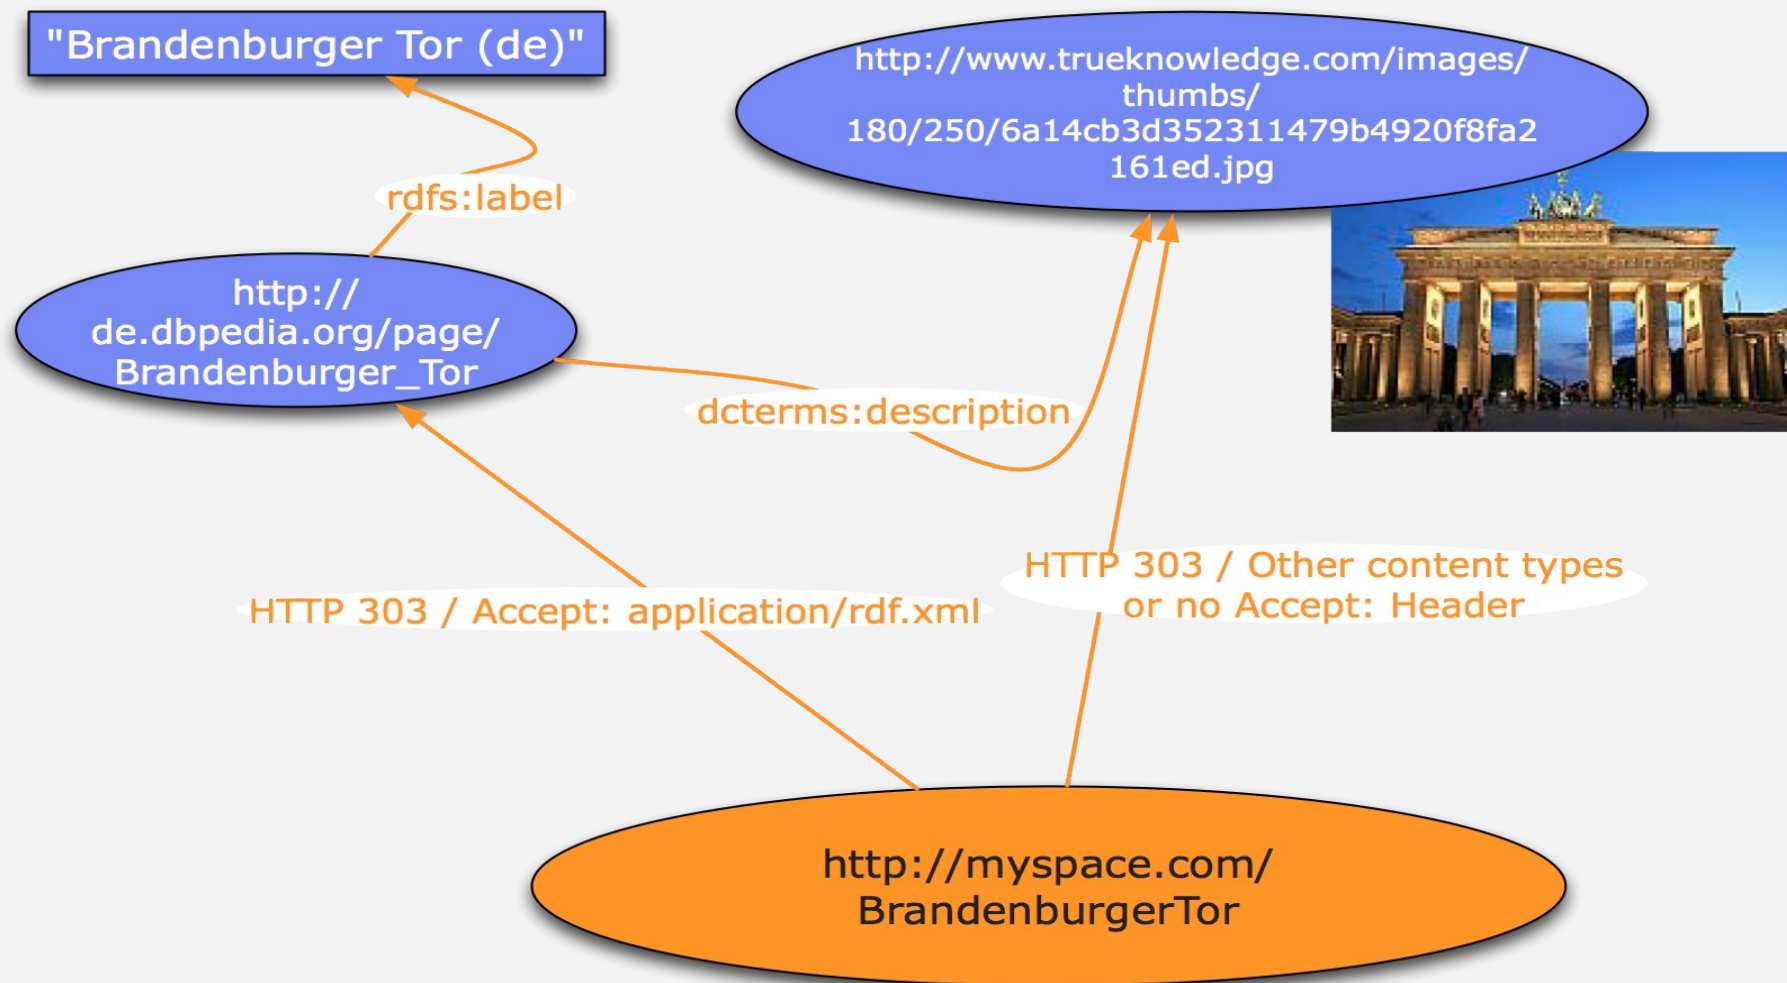 "Brandenburger Tor (de)"
http://www.trueknowledge.com/images/
thumbs/
180/250/6a14cb3d352311479b4920f8fa2
161ed.jpg
rdfs:label
http://
de.dbpedia.org/page/
Brandenburger_Tor
dcterms:description
HTTP 303 / Other content types
or no Accept: Header
HTTP 303 / Accept: application/rdf.xml
http://myspace.com/
BrandenburgerTor